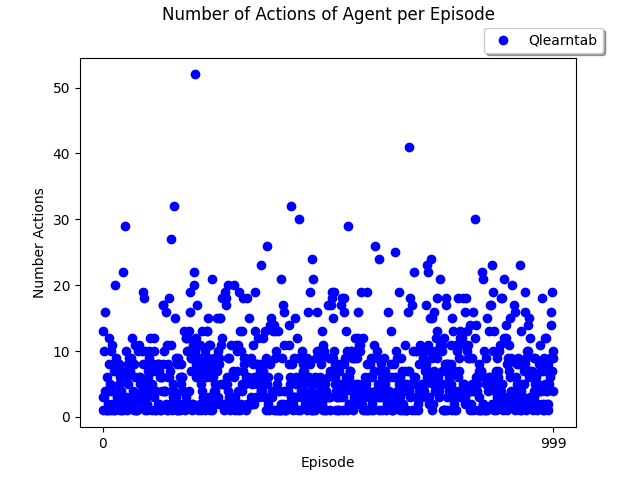 Number of Actions of Agent per Episode
Qlearntab
50
40
30
20
10
0
Number Actions
0 999
Episode